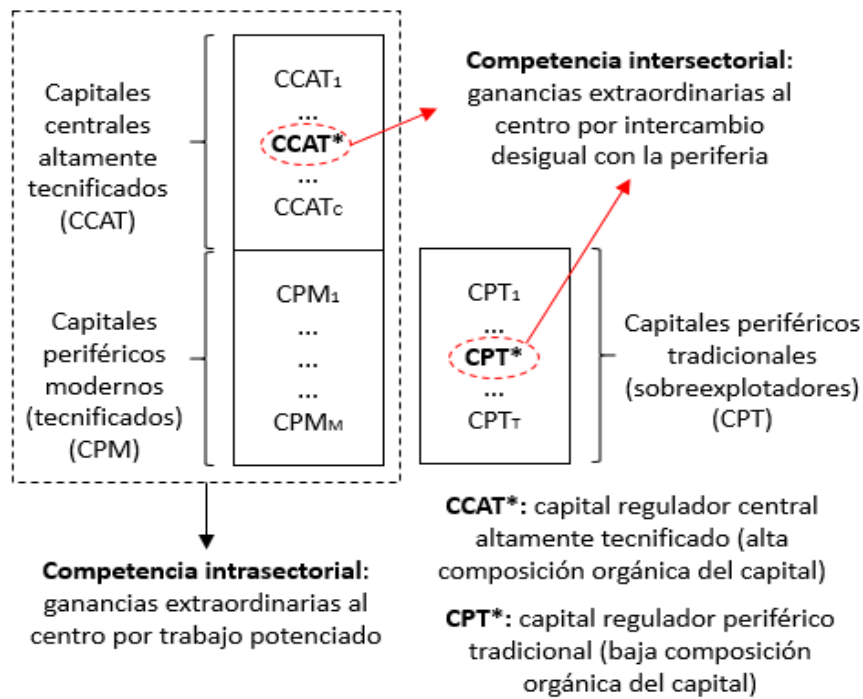 Capitales
centrales
altamente
tecnificados
(CCAT)
CCAT₁
...
CCAT*
...
CCAT꜀
Competencia intersectorial:
ganancias extraordinarias al
centro por intercambio
desigual con la periferia
Capitales
periféricos
modernos
(tecnificados)
(CPM)
CPM₁
...
...
...
CPMₘ
CPT₁
...
CPT*
...
CPTₜ
Capitales periféricos
tradicionales
(sobreexplotadores)
(CPT)
Competencia intrasectorial:
ganancias extraordinarias al
centro por trabajo potenciado
CCAT*: capital regulador central
altamente tecnificado (alta
composición orgánica del capital)
CPT*: capital regulador periférico
tradicional (baja composición
orgánica del capital)